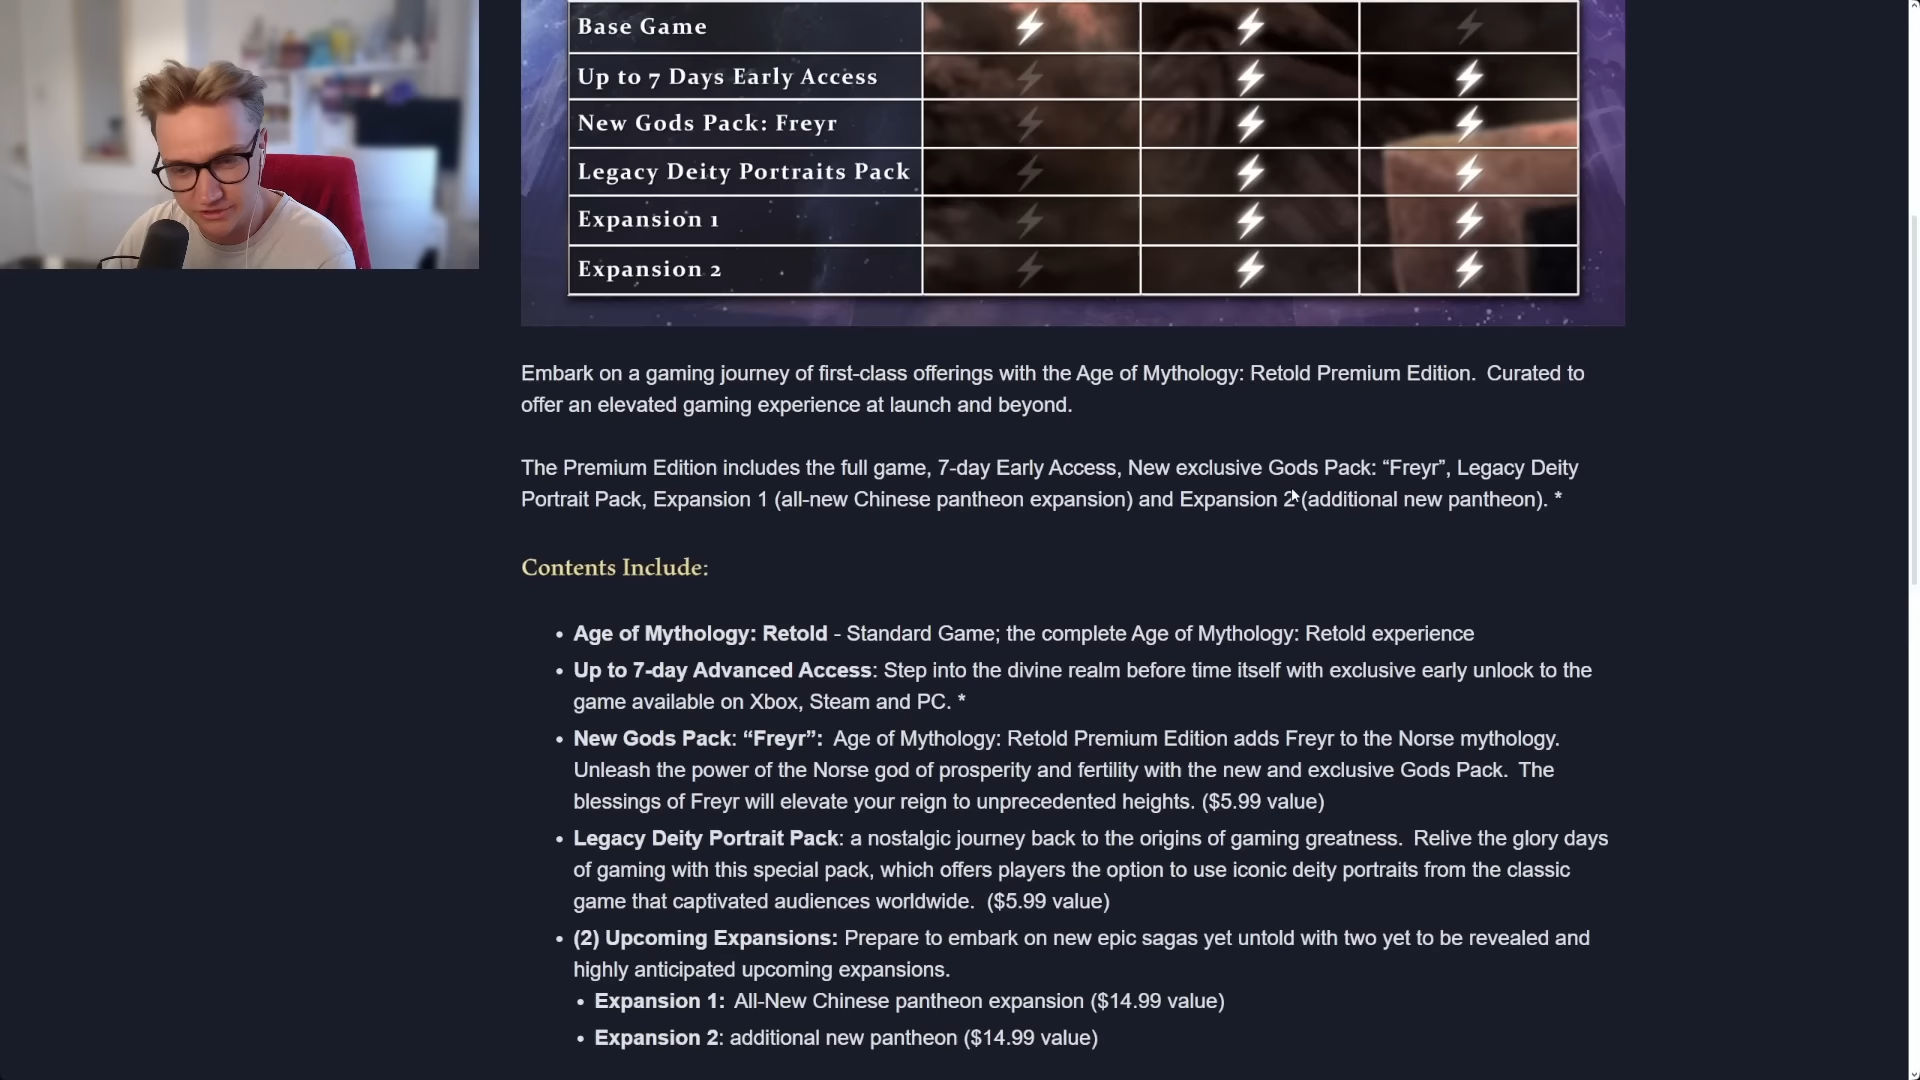 Base Game
Up to 7 Days Early Access
New Gods Pack: Freyr
Legacy Deity Portraits Pack
Expansion 1
Expansion 2
Embark on a gaming journey of first-class offerings with the Age of Mythology: Retold Premium Edition.  Curated to
offer an elevated gaming experience at launch and beyond.
The Premium Edition includes the full game, 7-day Early Access, New exclusive Gods Pack: “Freyr”, Legacy Deity
Portrait Pack, Expansion 1 (all-new Chinese pantheon expansion) and Expansion 2 (additional new pantheon). *
Contents Include:
• Age of Mythology: Retold - Standard Game; the complete Age of Mythology: Retold experience
• Up to 7-day Advanced Access: Step into the divine realm before time itself with exclusive early unlock to the
game available on Xbox, Steam and PC. *
• New Gods Pack: “Freyr”:  Age of Mythology: Retold Premium Edition adds Freyr to the Norse mythology.
Unleash the power of the Norse god of prosperity and fertility with the new and exclusive Gods Pack.  The
blessings of Freyr will elevate your reign to unprecedented heights. ($5.99 value)
• Legacy Deity Portrait Pack: a nostalgic journey back to the origins of gaming greatness.  Relive the glory days
of gaming with this special pack, which offers players the option to use iconic deity portraits from the classic
game that captivated audiences worldwide.  ($5.99 value)
• (2) Upcoming Expansions: Prepare to embark on new epic sagas yet untold with two yet to be revealed and
highly anticipated upcoming expansions.
• Expansion 1:  All-New Chinese pantheon expansion ($14.99 value)
• Expansion 2: additional new pantheon ($14.99 value)